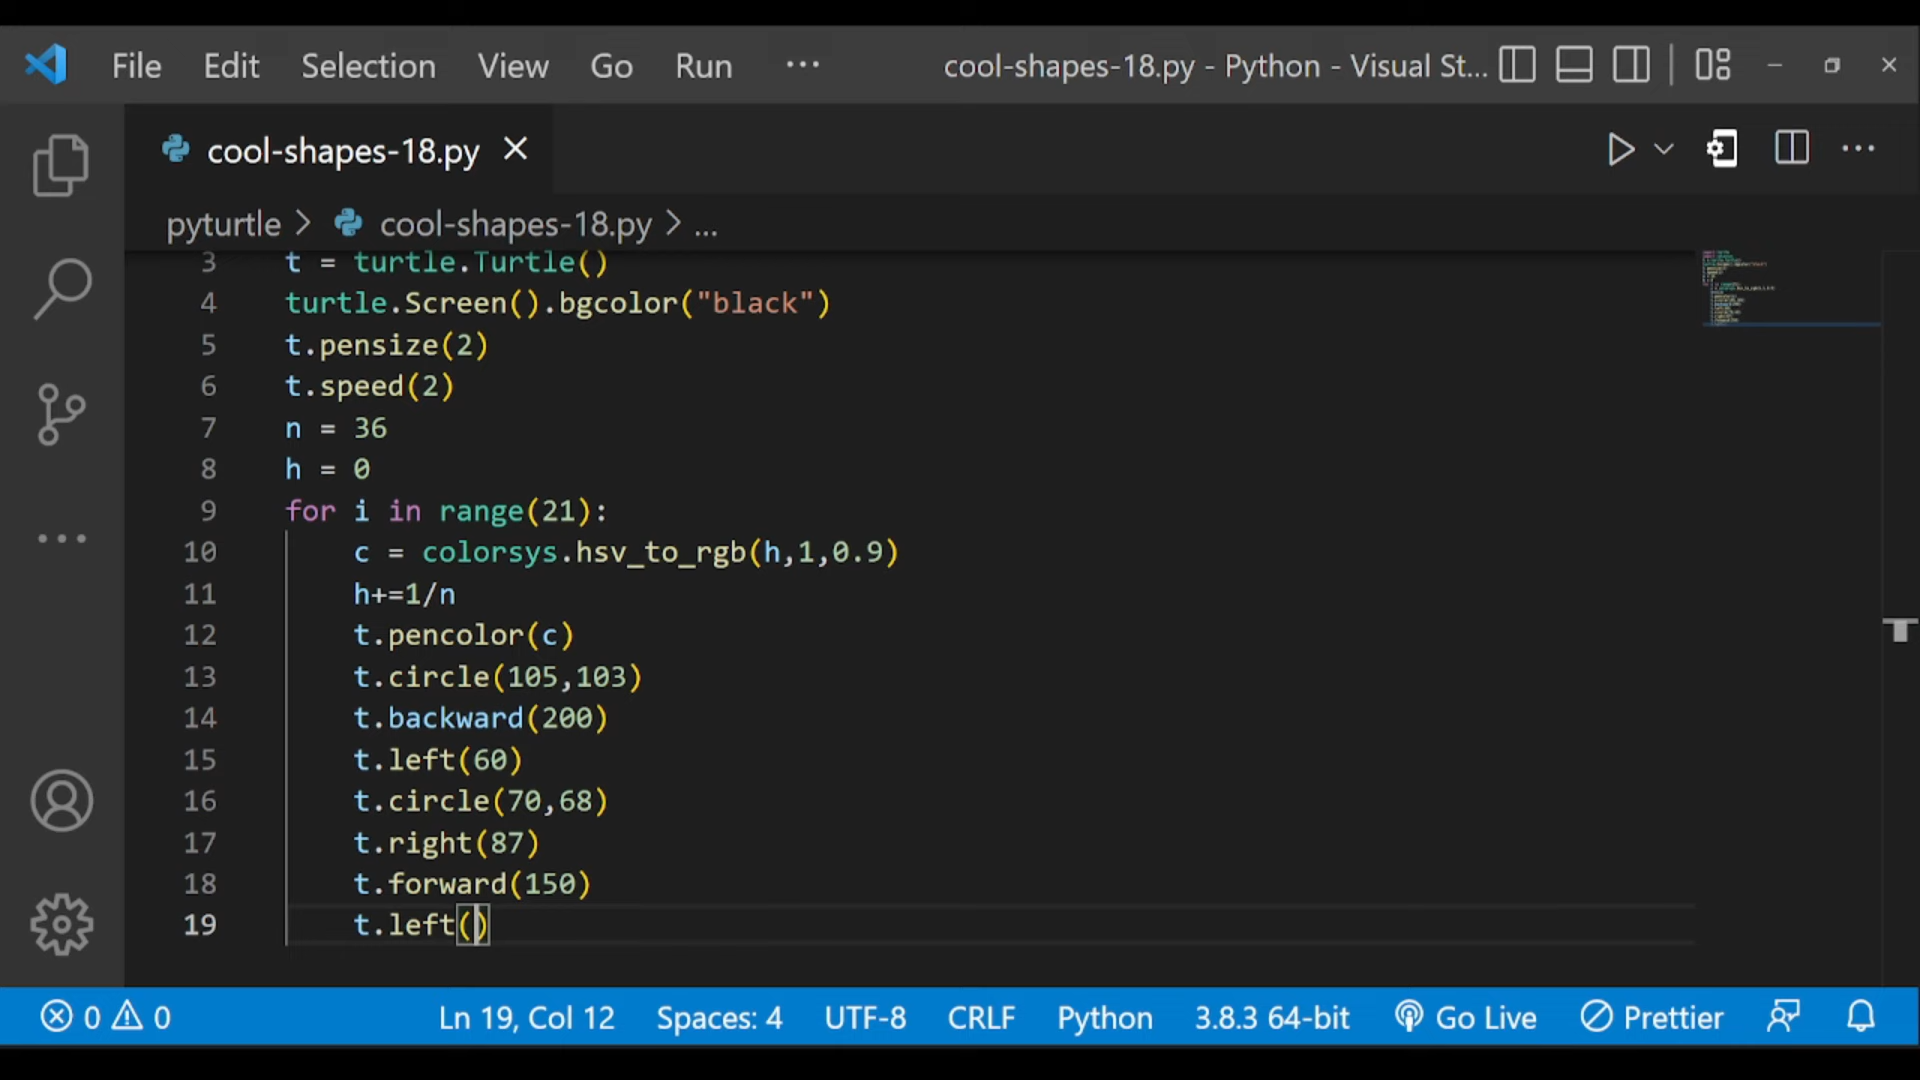 File Edit Selection View Go Run ··· cool-shapes-18.py - Python - Visual St...
cool-shapes-18.py
pyturtle > cool-shapes-18.py > ...
3 t = turtle.Turtle()
4 turtle.Screen().bgcolor("black")
5 t.pensize(2)
6 t.speed(2)
7 n = 36
8 h = 0
9 for i in range(21):
10 c = colorsys.hsv_to_rgb(h,1,0.9)
11 h+=1/n
12 t.pencolor(c)
13 t.circle(105,103)
14 t.backward(200)
15 t.left(60)
16 t.circle(70,68)
17 t.right(87)
18 t.forward(150)
19 t.left()
0 0 Ln 19, Col 12 Spaces: 4 UTF-8 CRLF Python 3.8.3 64-bit Go Live Prettier